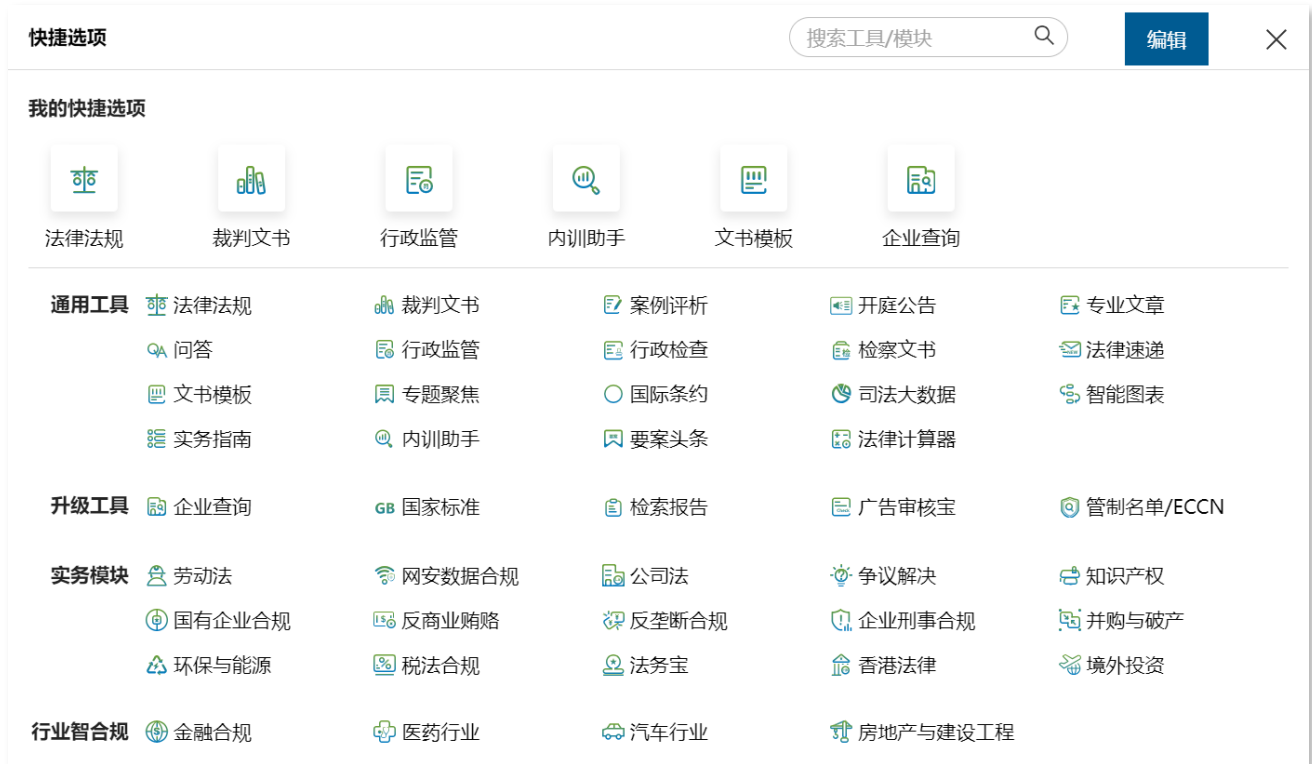 快捷选项 搜索工具/模块 编辑
我的快捷选项
法律法规 裁判文书 行政监管 内训助手 文书模板 企业查询
通用工具 法律法规 裁判文书 案例评析 开庭公告 专业文章
QA 问答 行政监管 行政检查 检察文书 法律速递
文书模板 专题聚焦 国际条约 司法大数据 智能图表
实务指南 内训助手 要案头条 法律计算器
升级工具 企业查询 GB 国家标准 检索报告 广告审核宝 管制名单/ECCN
实务模块 劳动法 网安数据合规 公司法 争议解决 知识产权
国有企业合规 反商业贿赂 反垄断合规 企业刑事合规 并购与破产
环保与能源 税法合规 法务宝 香港法律 境外投资
行业智合规 金融合规 医药行业 汽车行业 房地产与建设工程